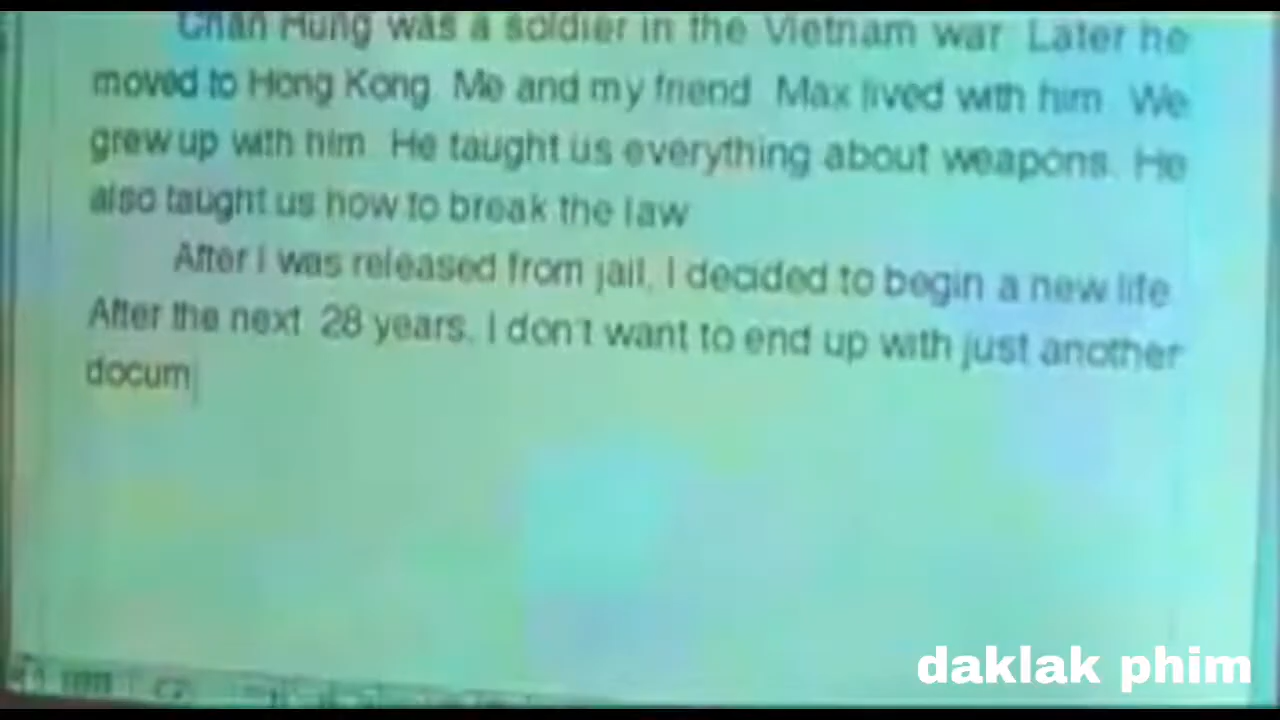 Chan Hung was a soldier in the Vietnam war. Later he
moved to Hong Kong. Me and my friend Max lived with him. We
grew up with him. He taught us everything about weapons. He
also taught us how to break the law
After I was released from jail, I decided to begin a new life.
After the next 28 years, I don't want to end up with just another
docum
daklak phim